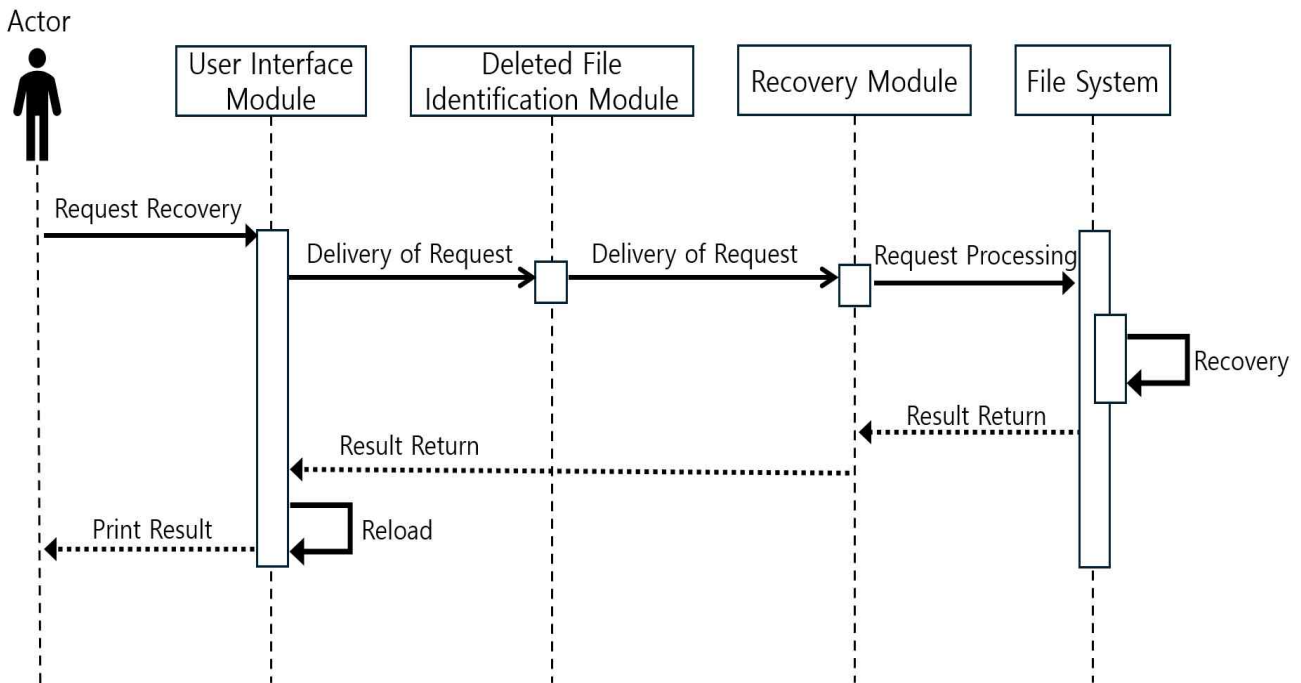 Actor
User Interface
Module
Deleted File
Identification Module
Recovery Module
File System
Request Recovery
Delivery of Request
Delivery of Request
Request Processing
Recovery
Result Return
Result Return
Print Result
Reload